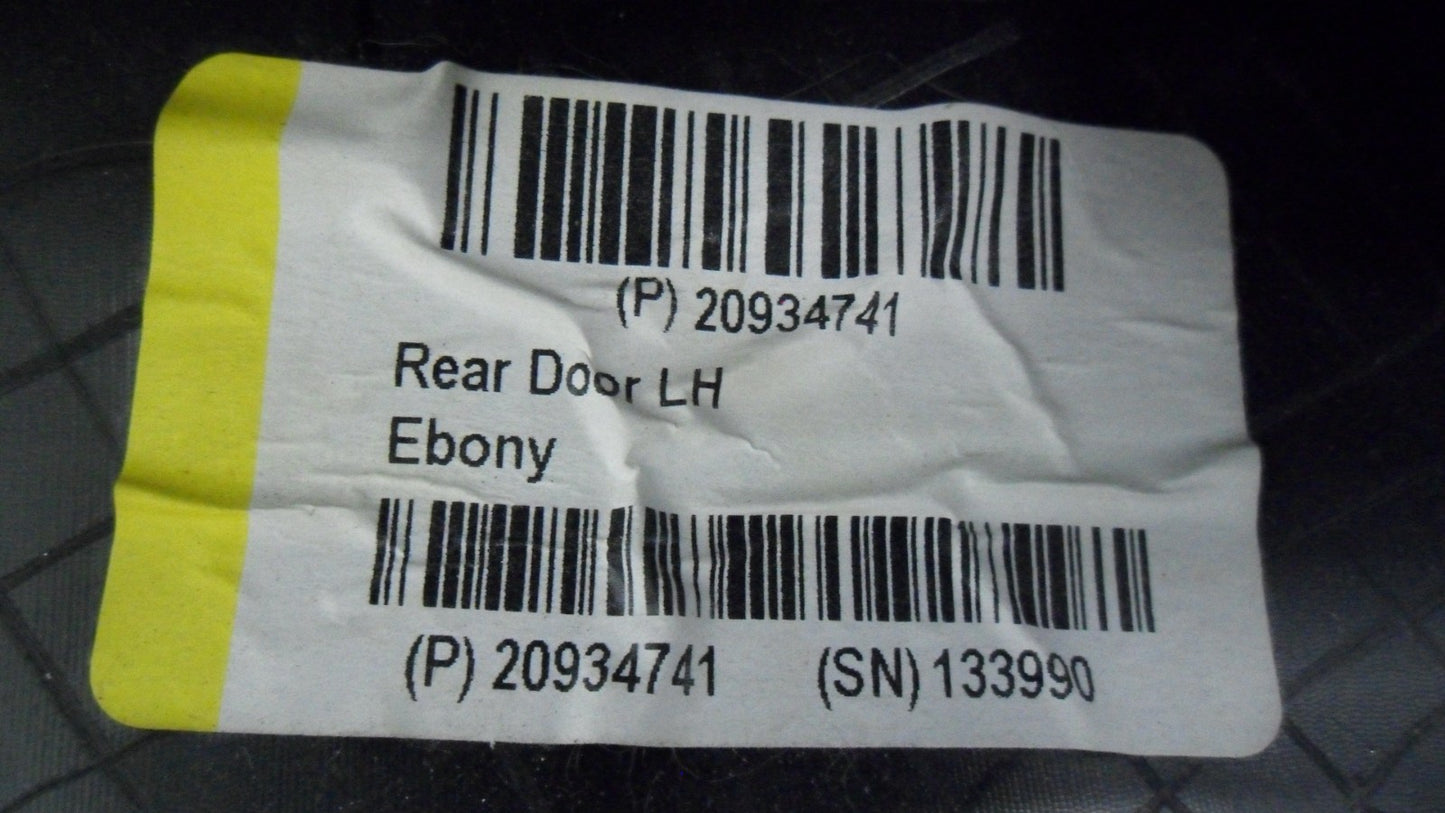 (P) 20934741
Rear Door LH
Ebony
(P) 20934741 (SN) 133990